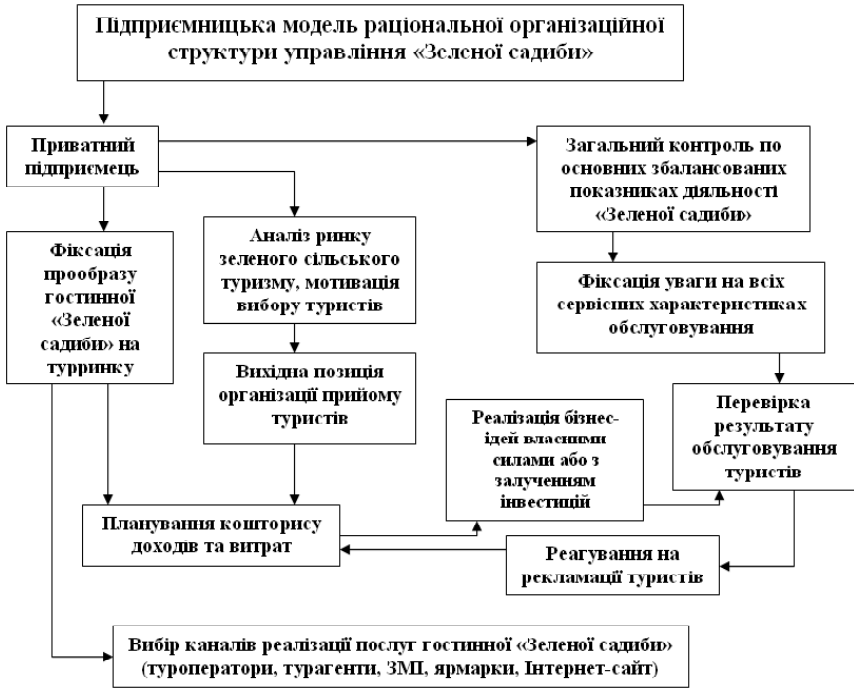 Підприємницька модель раціональної організаційної
структури управління «Зеленої садиби»
Приватний
підприємець
Загальний контроль по
основних збалансованих
показниках діяльності
«Зеленої садиби»
Фіксація
прообразу
гостинної
«Зеленої
садиби» на
турринку
Аналіз ринку
зеленого сільського
туризму, мотивація
вибору туристів
Фіксація уваги на всіх
сервісних характеристиках
обслуговування
Вихідна позиція
організації прийому
туристів
Реалізація бізнес-
ідей власними
силами або з
залученням
інвестицій
Перевірка
результату
обслуговування
туристів
Планування кошторису
доходів та витрат
Реагування на
рекламації туристів
Вибір каналів реалізації послуг гостинної «Зеленої садиби»
(туроператори, турагенти, ЗМІ, ярмарки, Інтернет-сайт)